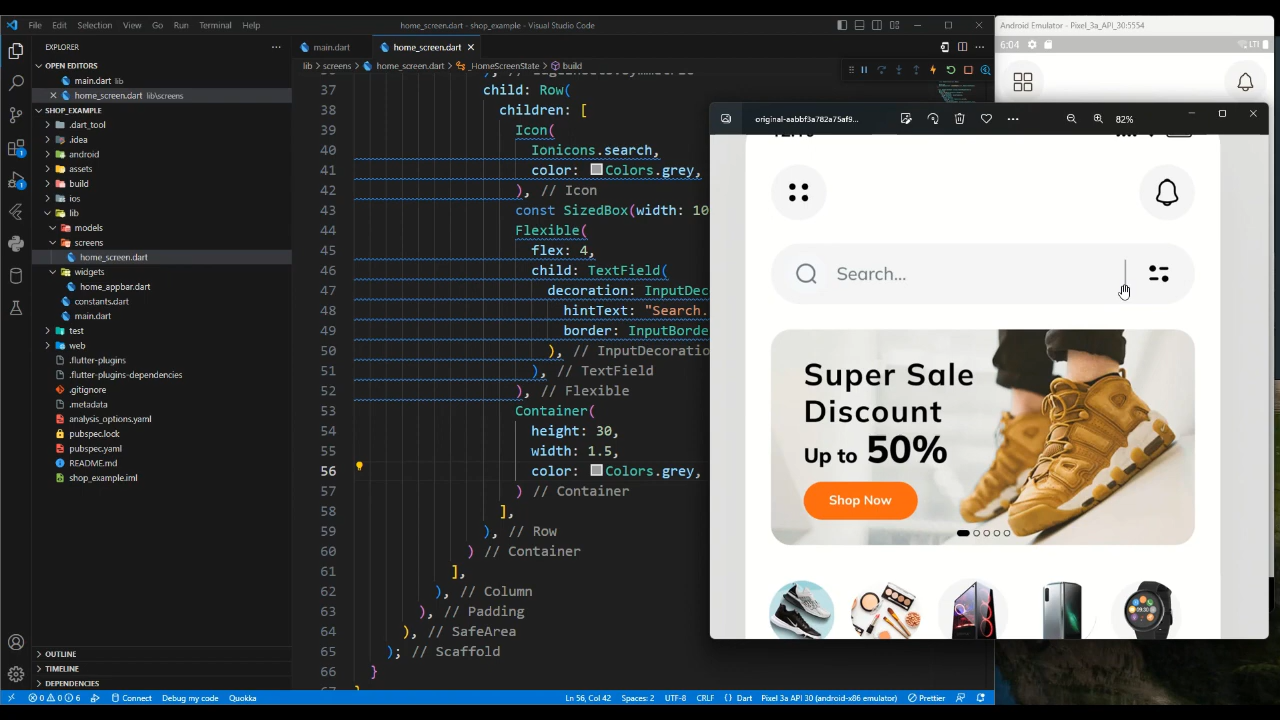 File Edit Selection View Go Run Terminal Help
home_screen.dart - shop_example - Visual Studio Code
EXPLORER
OPEN EDITORS
main.dart lib
home_screen.dart lib\screens
SHOP_EXAMPLE
.dart_tool
.idea
android
assets
build
ios
lib
models
screens
home_screen.dart
widgets
home_appbar.dart
constants.dart
main.dart
test
web
.flutter-plugins
.flutter-plugins-dependencies
.gitignore
.metadata
analysis_options.yaml
pubspec.lock
pubspec.yaml
README.md
shop_example.iml
OUTLINE
TIMELINE
DEPENDENCIES
main.dart
home_screen.dart
lib > screens > home_screen.dart > _HomeScreenState > build
37 child: Row(
38 children: [
39 Icon(
40 Ionicons.search,
41 color: Colors.grey,
42 ), // Icon
43 const SizedBox(width: 10
44 Flexible(
45 flex: 4,
46 child: TextField(
47 decoration: InputDec
48 hintText: "Search.
49 border: InputBorde
50 ), // InputDecoratio
51 ), // TextField
52 ), // Flexible
53 Container(
54 height: 30,
55 width: 1.5,
56 color: Colors.grey,
57 ) // Container
58 ],
59 ), // Row
60 ) // Container
61 ],
62 ), // Column
63 ), // Padding
64 ), // SafeArea
65 ); // Scaffold
66 }
Android Emulator - Pixel_3a_API_30:5554
6:04
LTE
original-aabbf3a782a75af9...
82%
Search...
Super Sale
Discount
Up to 50%
Shop Now
09:30
0 0 6 Connect Debug my code Quokka
Ln 56, Col 42 Spaces: 2 UTF-8 CRLF {} Dart Pixel 3a API 30 (android-x86 emulator) Prettier